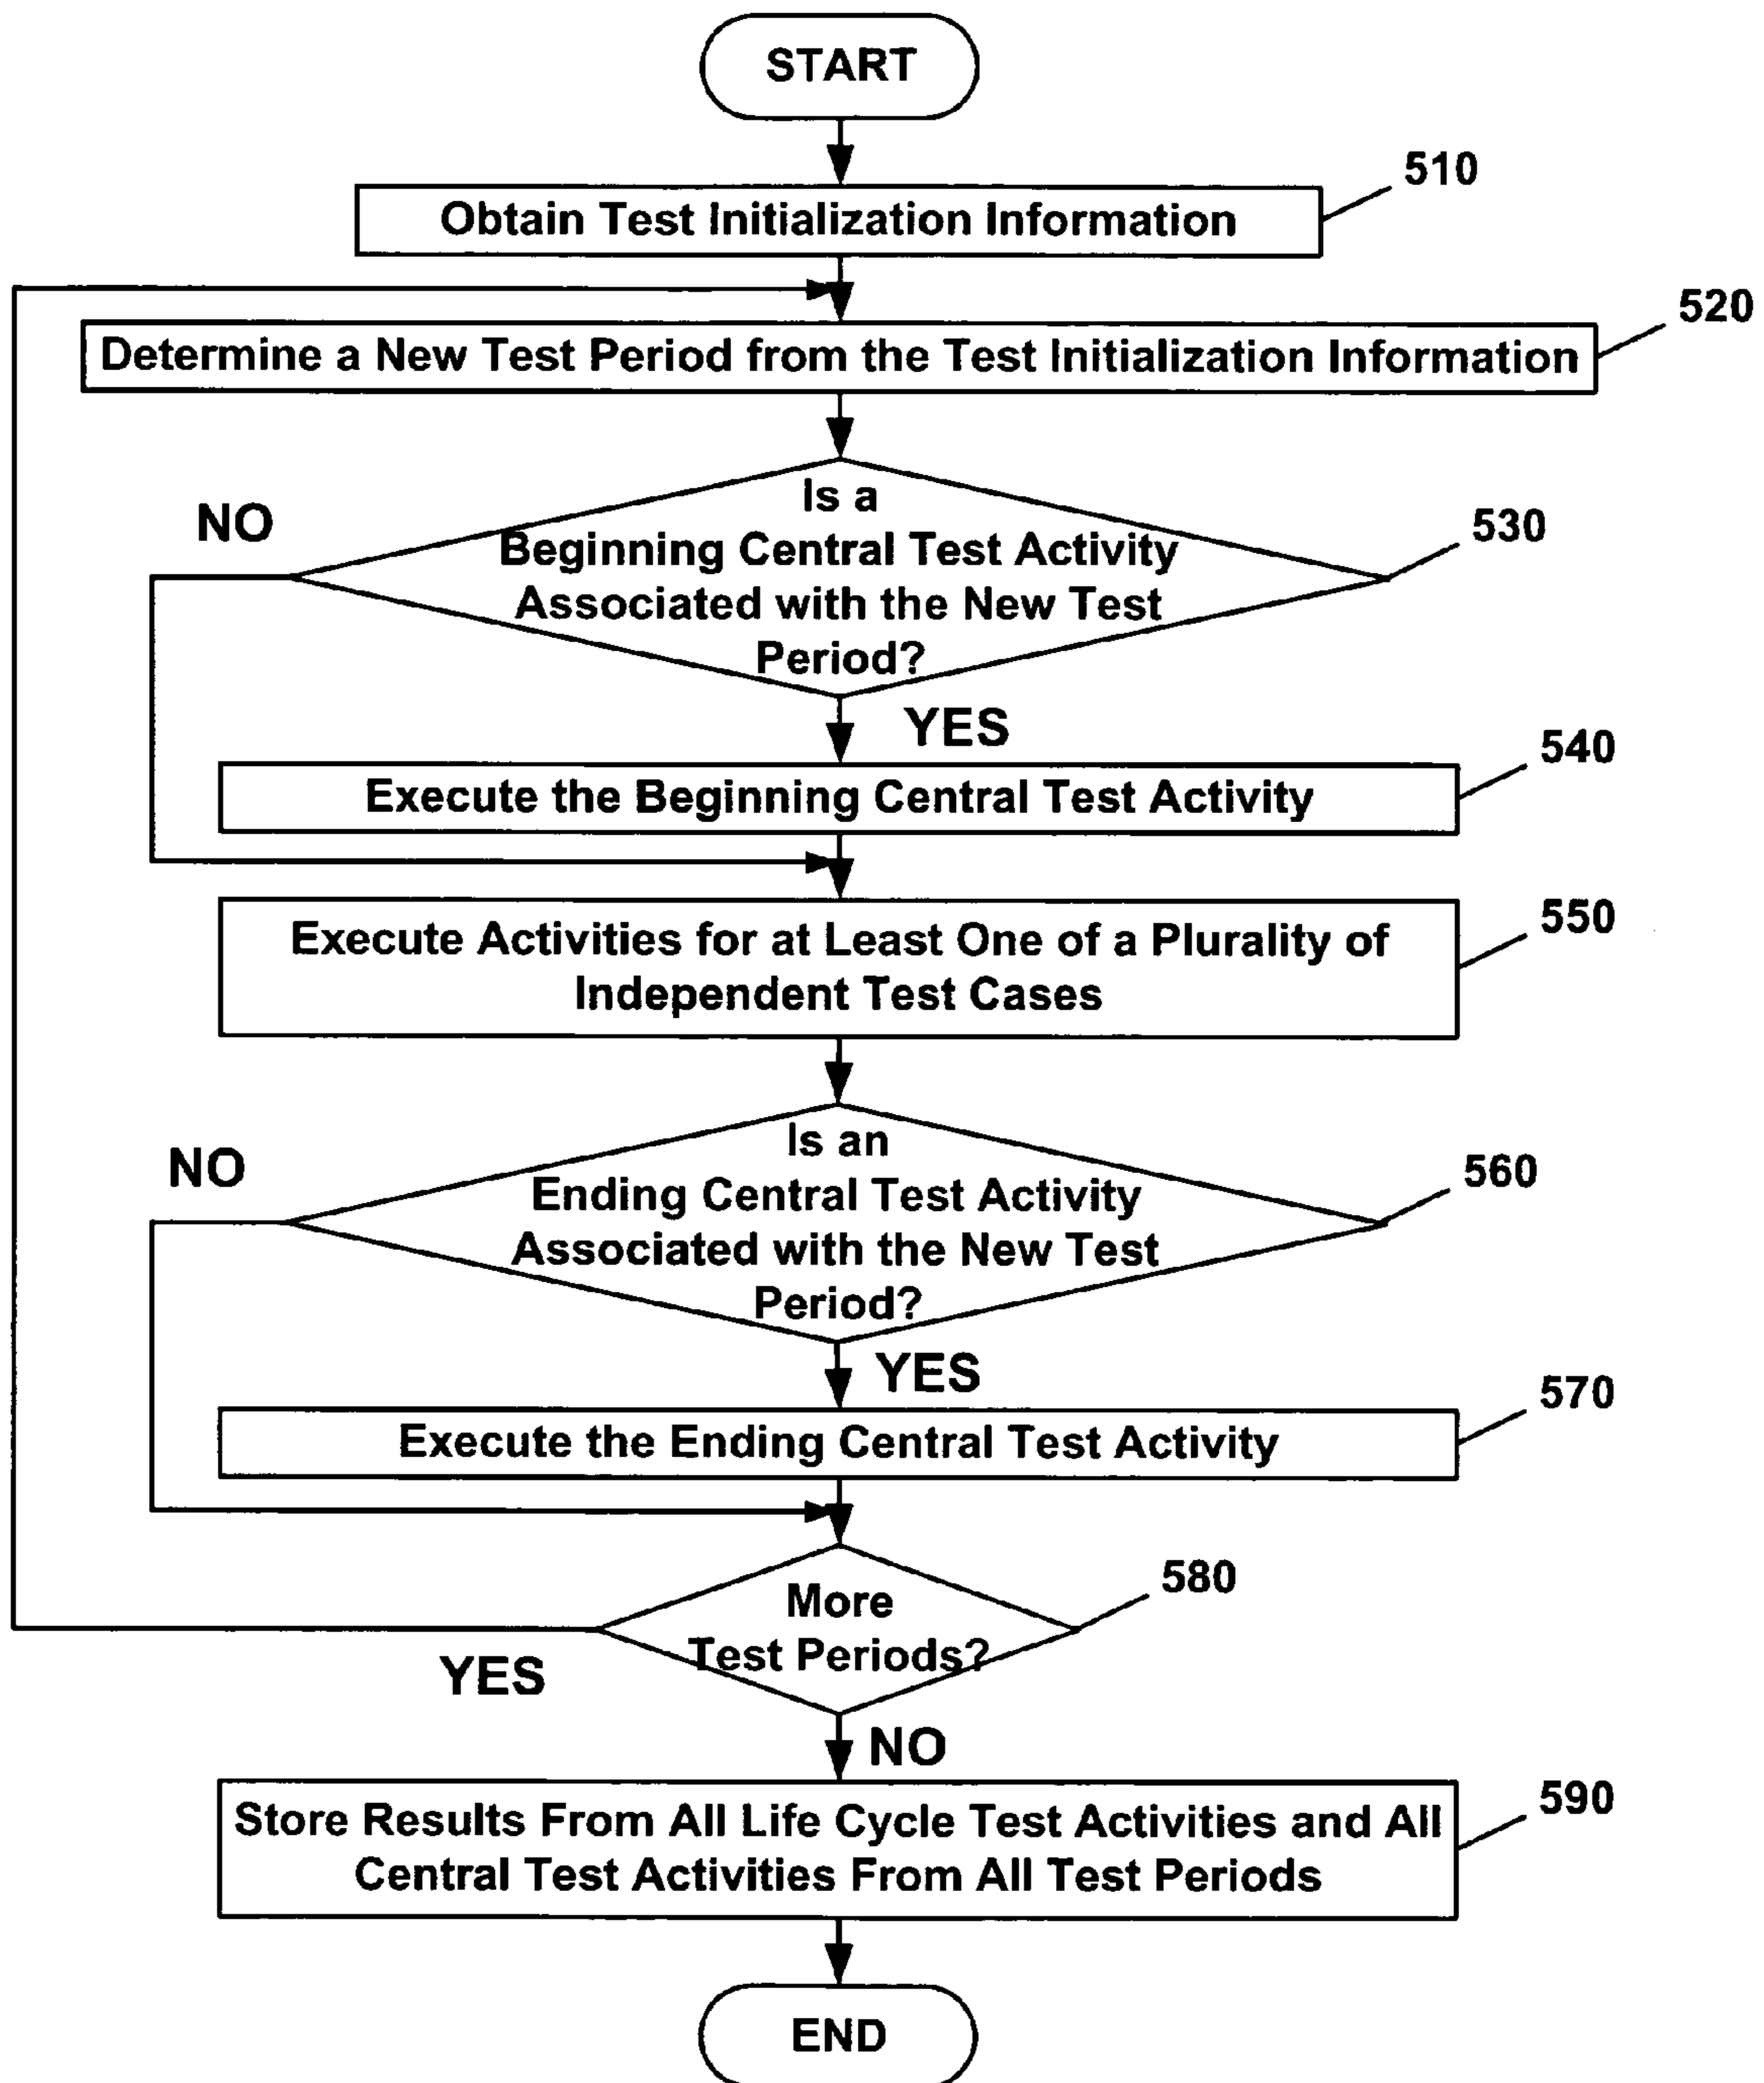 START
510
Obtain Test Initialization Information
520
Determine a New Test Period from the Test Initialization Information
NO
Is a
Beginning Central Test Activity
Associated with the New Test
Period?
530
YES
540
Execute the Beginning Central Test Activity
550
Execute Activities for at Least One of a Plurality of
Independent Test Cases
NO
Is an
Ending Central Test Activity
Associated with the New Test
Period?
560
YES
570
Execute the Ending Central Test Activity
580
More
Test Periods?
YES
NO
590
Store Results From All Life Cycle Test Activities and All
Central Test Activities From All Test Periods
END